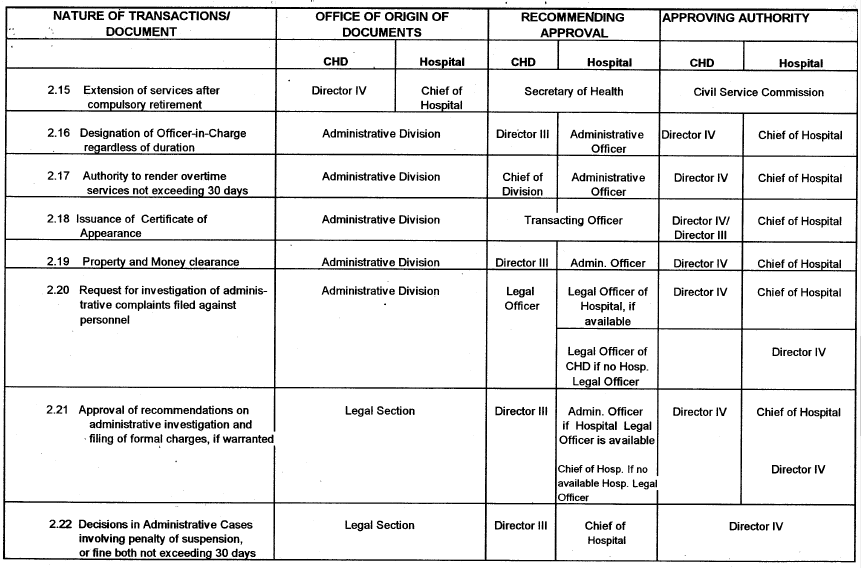 NATURE OF TRANSACTIONS/ DOCUMENT
OFFICE OF ORIGIN OF DOCUMENTS
RECOMMENDING APPROVAL
APPROVING AUTHORITY
CHD Hospital CHD Hospital CHD Hospital
2.15 Extension of services after compulsory retirement
Director IV
Chief of Hospital
Secretary of Health
Civil Service Commission
2.16 Designation of Officer-in-Charge regardless of duration
Administrative Division
Director III
Administrative Officer
Director IV
Chief of Hospital
2.17 Authority to render overtime services not exceeding 30 days
Administrative Division
Chief of Division
Administrative Officer
Director IV
Chief of Hospital
2.18 Issuance of Certificate of Appearance
Administrative Division
Transacting Officer
Director IV/ Director III
Chief of Hospital
2.19 Property and Money clearance
Administrative Division
Director III
Admin. Officer
Director IV
Chief of Hospital
2.20 Request for investigation of adminis-
trative complaints filed against
personnel
Administrative Division
Legal Officer
Legal Officer of Hospital, if available
Director IV
Chief of Hospital
Legal Officer of CHD if no Hosp. Legal Officer
Director IV
2.21 Approval of recommendations on
administrative investigation and
filing of formal charges, if warranted
Legal Section
Director III
Admin. Officer if Hospital Legal Officer is available
Director IV
Chief of Hospital
Chief of Hosp. If no available Hosp. Legal Officer
Director IV
2.22 Decisions in Administrative Cases
involving penalty of suspension,
or fine both not exceeding 30 days
Legal Section
Director III
Chief of Hospital
Director IV